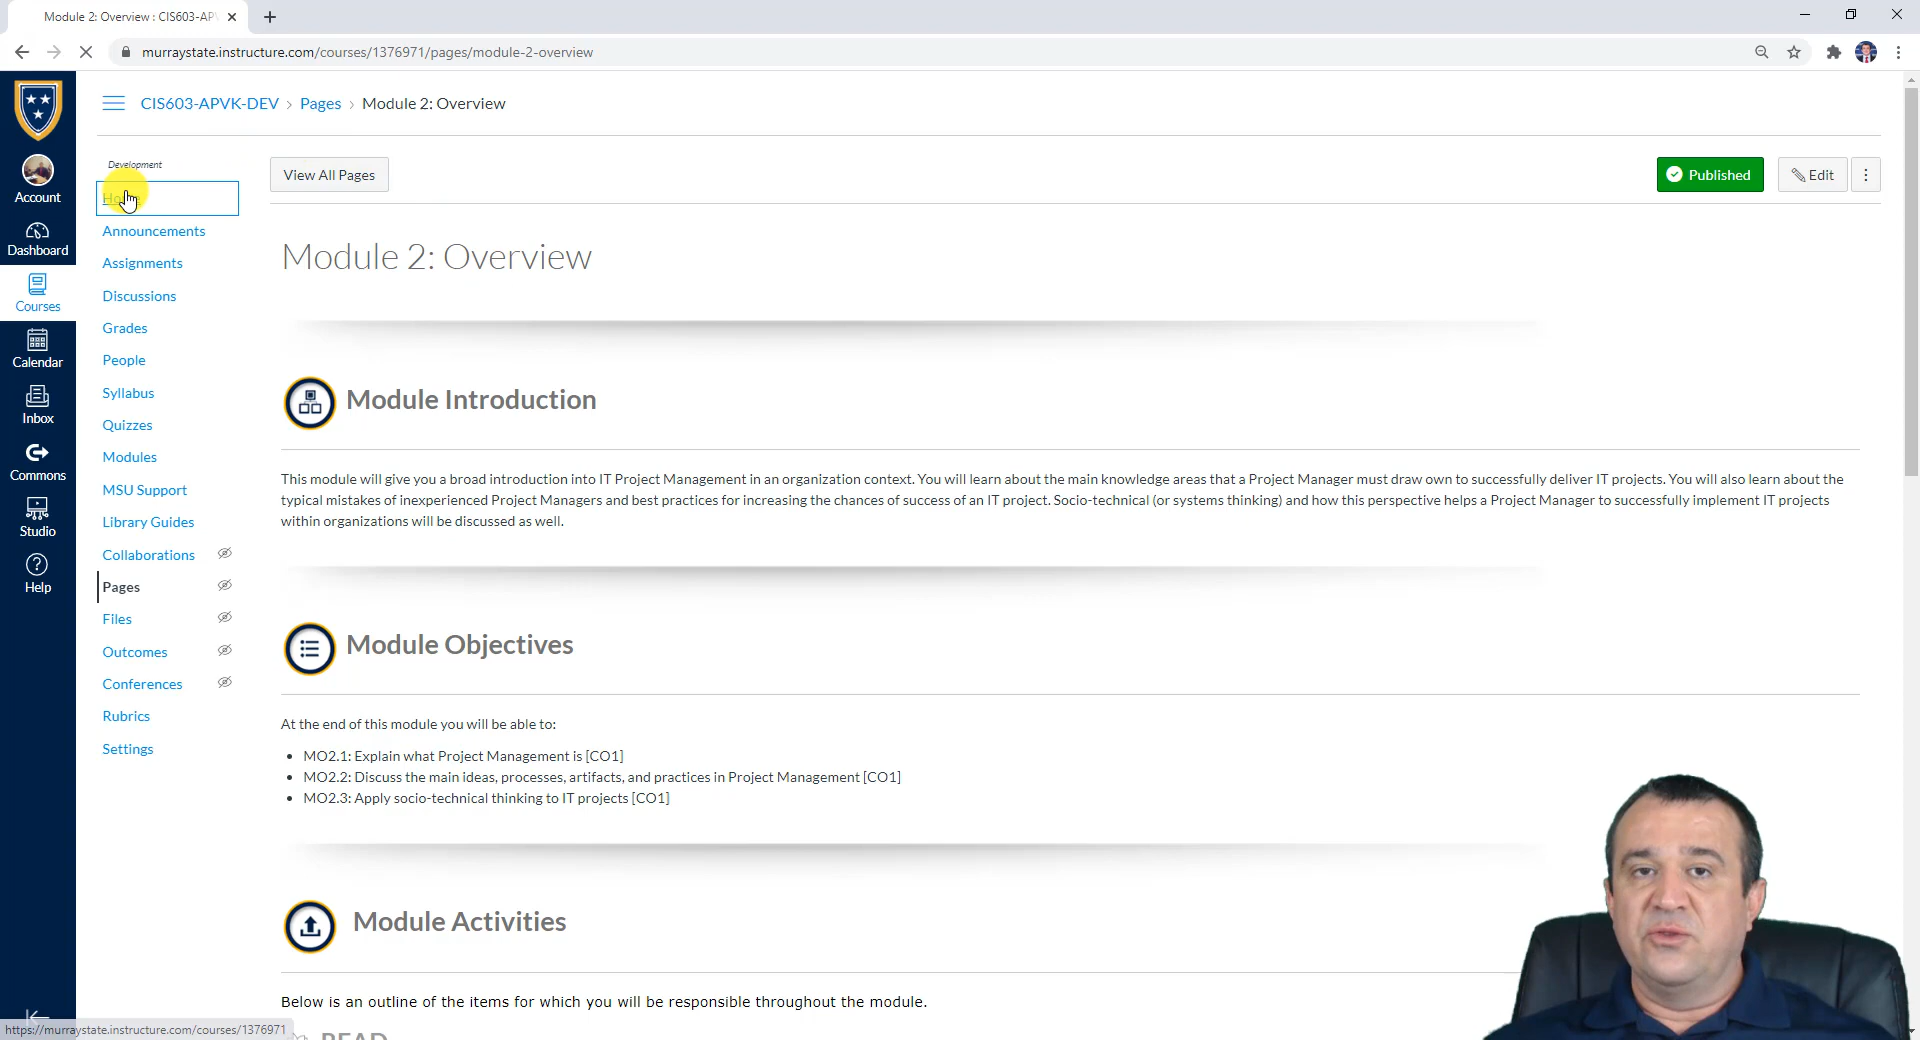 Module 2: Overview : CIS603-AP
murraystate.instructure.com/courses/1376971/pages/module-2-overview
CIS603-APVK-DEV › Pages › Module 2: Overview
Account
Dashboard
Courses
Calendar
Inbox
Commons
Studio
Help
Development
Announcements
Assignments
Discussions
Grades
People
Syllabus
Quizzes
Modules
MSU Support
Library Guides
Collaborations
Pages
Files
Outcomes
Conferences
Rubrics
Settings
View All Pages
Published
Edit
Module 2: Overview
Module Introduction
This module will give you a broad introduction into IT Project Management in an organization context. You will learn about the main knowledge areas that a Project Manager must draw own to successfully deliver IT projects. You will also learn about the
typical mistakes of inexperienced Project Managers and best practices for increasing the chances of success of an IT project. Socio-technical (or systems thinking) and how this perspective helps a Project Manager to successfully implement IT projects
within organizations will be discussed as well.
Module Objectives
At the end of this module you will be able to:
• MO2.1: Explain what Project Management is [CO1]
• MO2.2: Discuss the main ideas, processes, artifacts, and practices in Project Management [CO1]
• MO2.3: Apply socio-technical thinking to IT projects [CO1]
Module Activities
Below is an outline of the items for which you will be responsible throughout the module.
READ
https://murraystate.instructure.com/courses/1376971